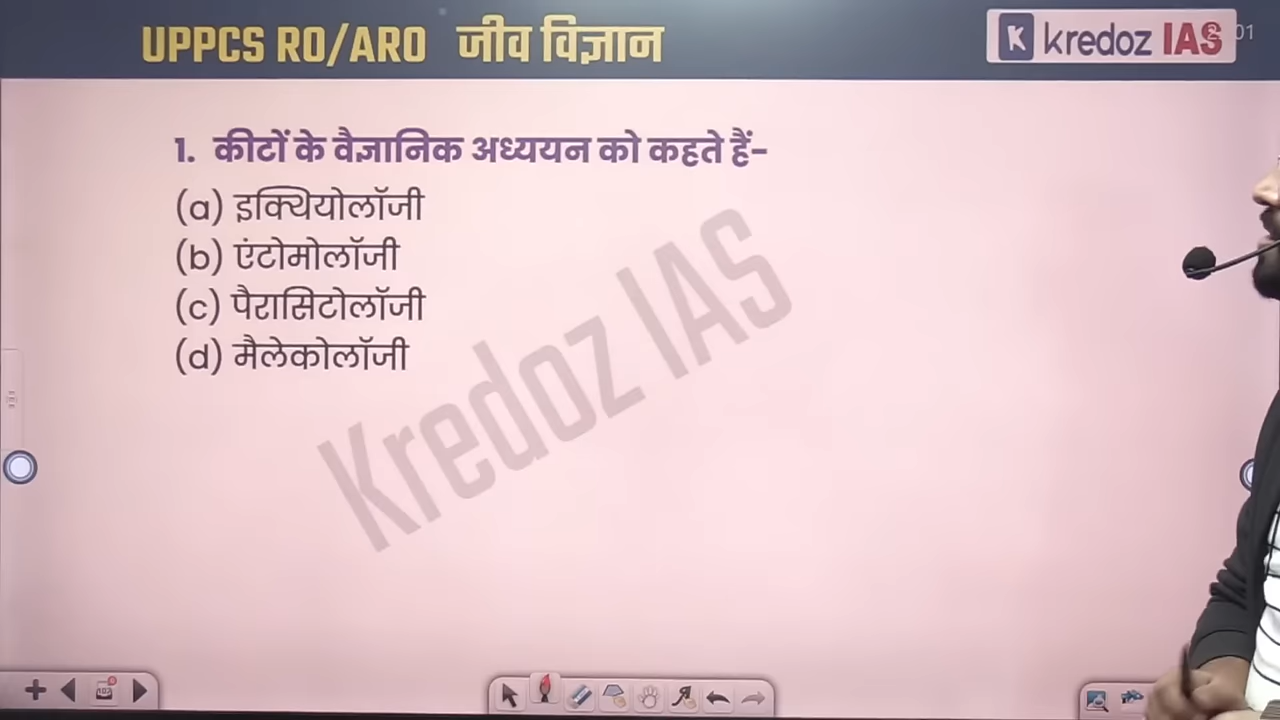 UPPCS RO/ARO जीव विज्ञान
K kredoz IAS
1. कीटों के वैज्ञानिक अध्ययन को कहते हैं-
(a) इक्थियोलॉजी
(b) एंटोमोलॉजी
(c) पैरासिटोलॉजी
(d) मैलेकोलॉजी
Kredoz IAS